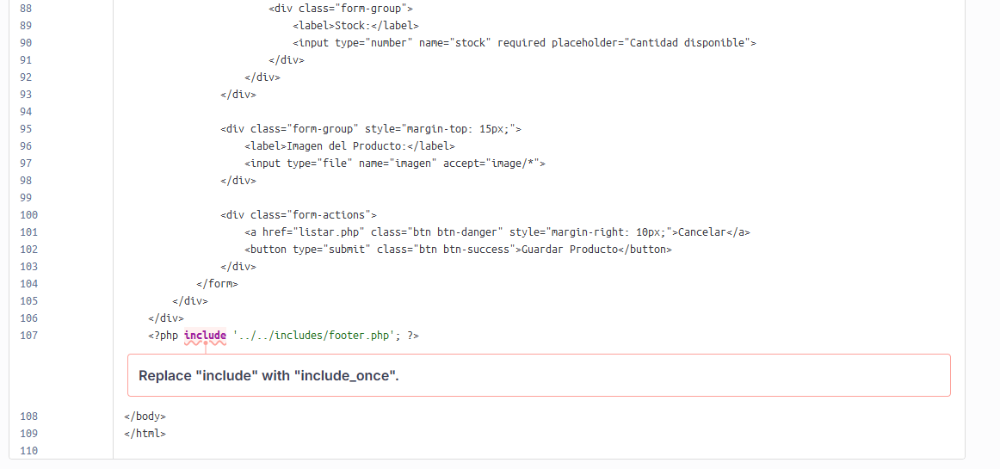 88 <div class="form-group">
89 <label>Stock:</label>
90 <input type="number" name="stock" required placeholder="Cantidad disponible">
91 </div>
92 </div>
93 </div>
94
95 <div class="form-group" style="margin-top: 15px;">
96 <label>Imagen del Producto:</label>
97 <input type="file" name="imagen" accept="image/*">
98 </div>
99
100 <div class="form-actions">
101 <a href="listar.php" class="btn btn-danger" style="margin-right: 10px;">Cancelar</a>
102 <button type="submit" class="btn btn-success">Guardar Producto</button>
103 </div>
104 </form>
105 </div>
106 </div>
107 <?php include '../../includes/footer.php'; ?>
Replace "include" with "include_once".
108 </body>
109 </html>
110